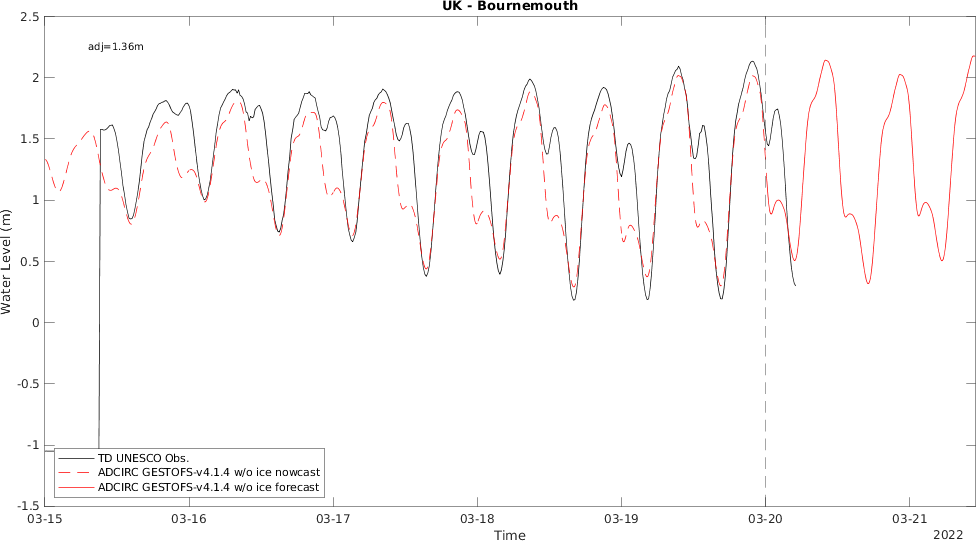 UK - Bournemouth
adj=1.36m
2.5
2
1.5
1
0.5
0
-0.5
-1
-1.5
Water Level (m)
TD UNESCO Obs.
ADCIRC GESTOFS-v4.1.4 w/o ice nowcast
ADCIRC GESTOFS-v4.1.4 w/o ice forecast
03-15 03-16 03-17 03-18 03-19 03-20 03-21
Time
2022